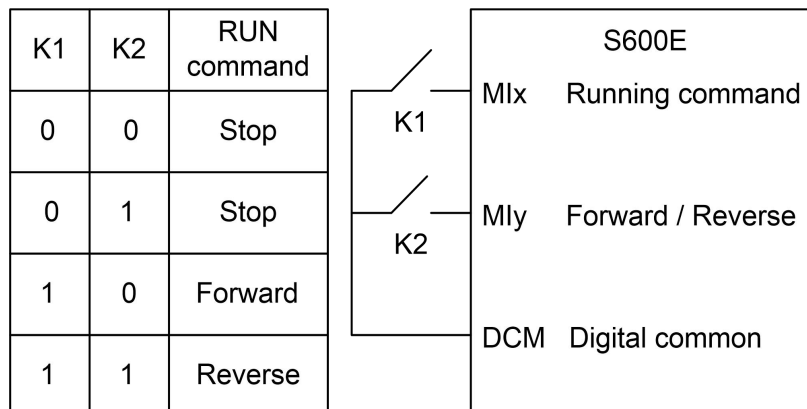 K1 K2 RUN command
0 0 Stop
0 1 Stop
1 0 Forward
1 1 Reverse
S600E
MIx Running command
K1
MIy Forward / Reverse
K2
DCM Digital common